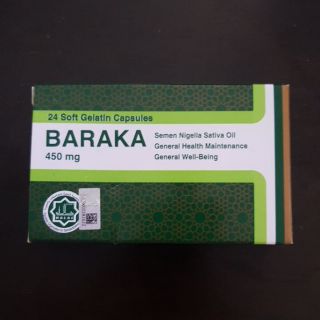 24 Soft Gelatin Capsules
BARAKA
450 mg
Semen Nigella Sativa Oil
General Health Maintenance
General Well-Being